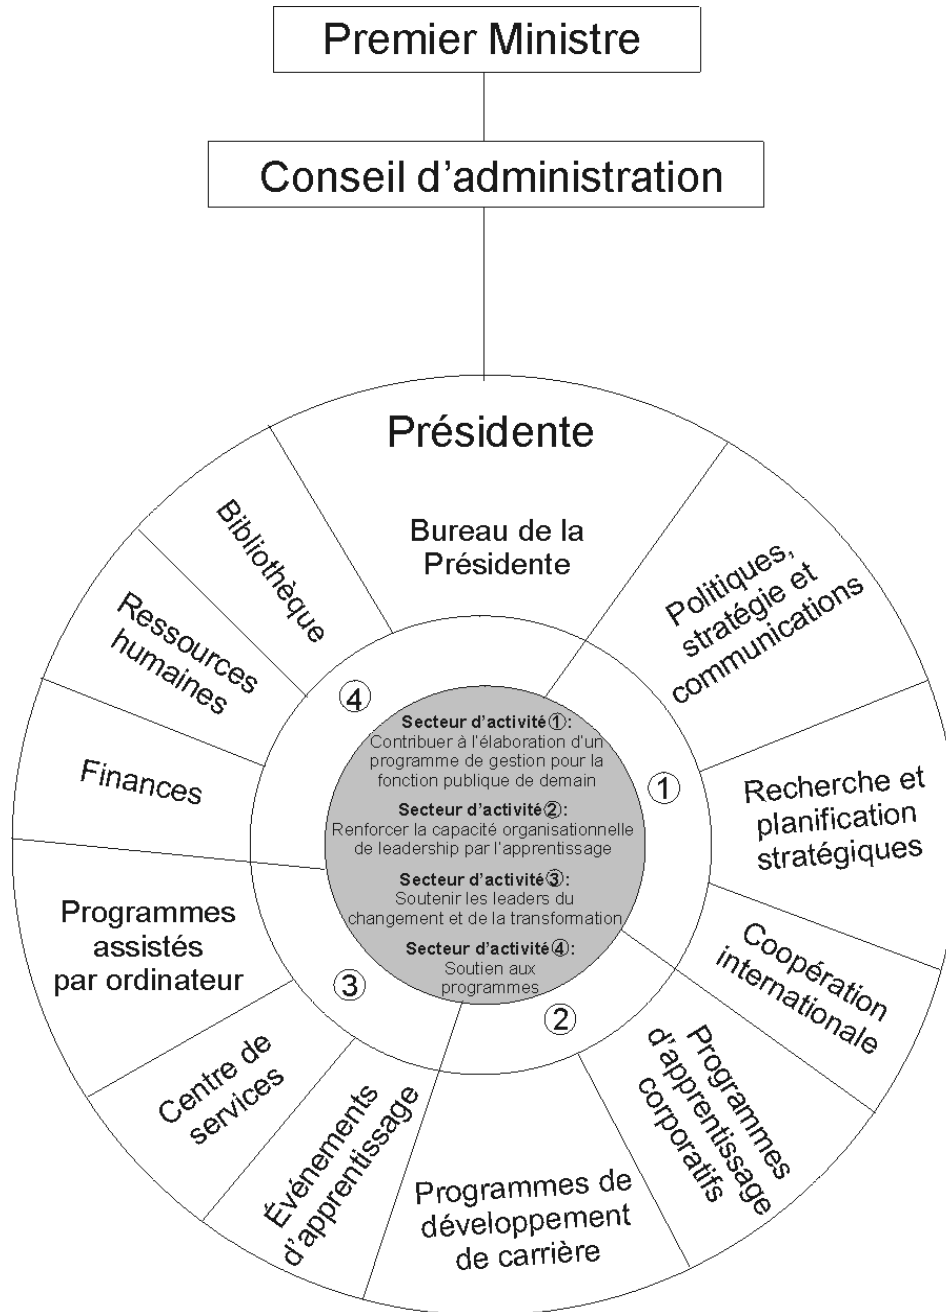 Premier Ministre
Conseil d'administration
Présidente
Bureau de la
Présidente
Politiques,
stratégie et
communications
Recherche et
planification
stratégiques
Coopération
internationale
Programmes
d'apprentissage
corporatifs
Programmes de
développement
de carrière
Événements
d'apprentissage
Centre de
services
Programmes
assistés
par ordinateur
Finances
Ressources
humaines
Bibliothèque
④
①
③
②
Secteur d'activité①:
Contribuer à l'élaboration d'un
programme de gestion pour la
fonction publique de demain
Secteur d'activité②:
Renforcer la capacité organisationnelle
de leadership par l'apprentissage
Secteur d'activité③:
Soutenir les leaders du
changement et de la transformation
Secteur d'activité④:
Soutien aux
programmes